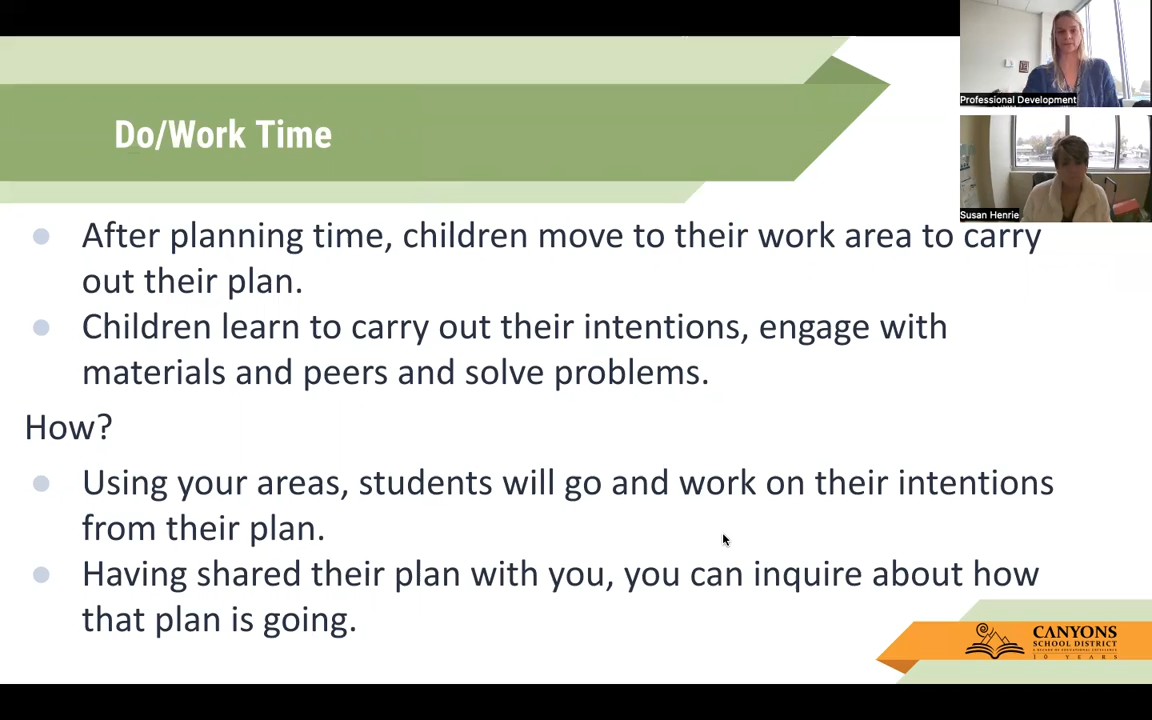 Do/Work Time
Professional Development
Susan Henrie
● After planning time, children move to their work area to carry
out their plan.
● Children learn to carry out their intentions, engage with
materials and peers and solve problems.
How?
● Using your areas, students will go and work on their intentions
from their plan.
● Having shared their plan with you, you can inquire about how
that plan is going.
CANYONS
SCHOOL DISTRICT
10 YEARS